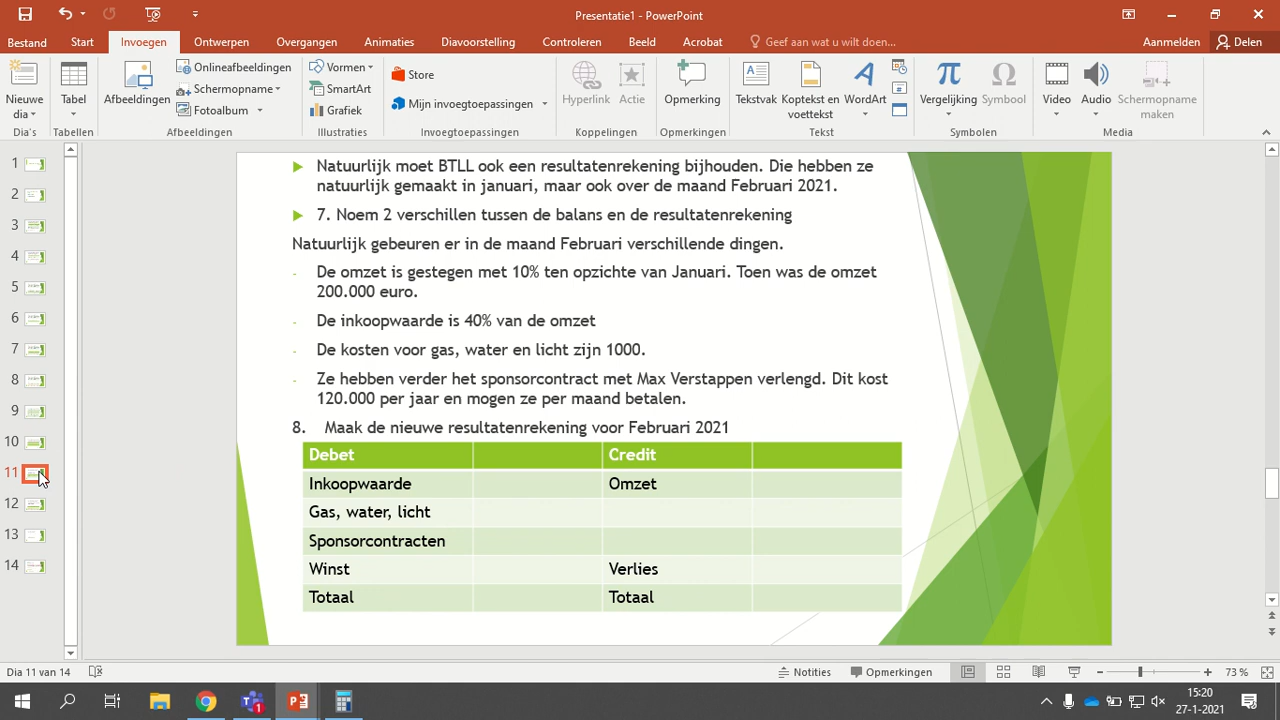 Presentatie1 - PowerPoint
Bestand Start Invoegen Ontwerpen Overgangen Animaties Diavoorstelling Controleren Beeld Acrobat Geef aan wat u wilt doen... Aanmelden Delen
Nieuwe dia Tabel Afbeeldingen Onlineafbeeldingen Schermopname Fotoalbum Vormen SmartArt Grafiek Store Mijn invoegtoepassingen Hyperlink Actie Opmerking Tekstvak Koptekst en voettekst WordArt Vergelijking Symbool Video Audio Schermopname maken
Dia's Tabellen Afbeeldingen Illustraties Invoegtoepassingen Koppelingen Opmerkingen Tekst Symbolen Media
1
2
3
4
5
6
7
8
9
10
11
12
13
14
Natuurlijk moet BTLL ook een resultatenrekening bijhouden. Die hebben ze
natuurlijk gemaakt in januari, maar ook over de maand Februari 2021.
7. Noem 2 verschillen tussen de balans en de resultatenrekening
Natuurlijk gebeuren er in de maand Februari verschillende dingen.
- De omzet is gestegen met 10% ten opzichte van Januari. Toen was de omzet
200.000 euro.
- De inkoopwaarde is 40% van de omzet
- De kosten voor gas, water en licht zijn 1000.
- Ze hebben verder het sponsorcontract met Max Verstappen verlengd. Dit kost
120.000 per jaar en mogen ze per maand betalen.
8. Maak de nieuwe resultatenrekening voor Februari 2021
Debet Credit
Inkoopwaarde Omzet
Gas, water, licht
Sponsorcontracten
Winst Verlies
Totaal Totaal
Dia 11 van 14 Notities Opmerkingen 73 %
15:20
27-1-2021